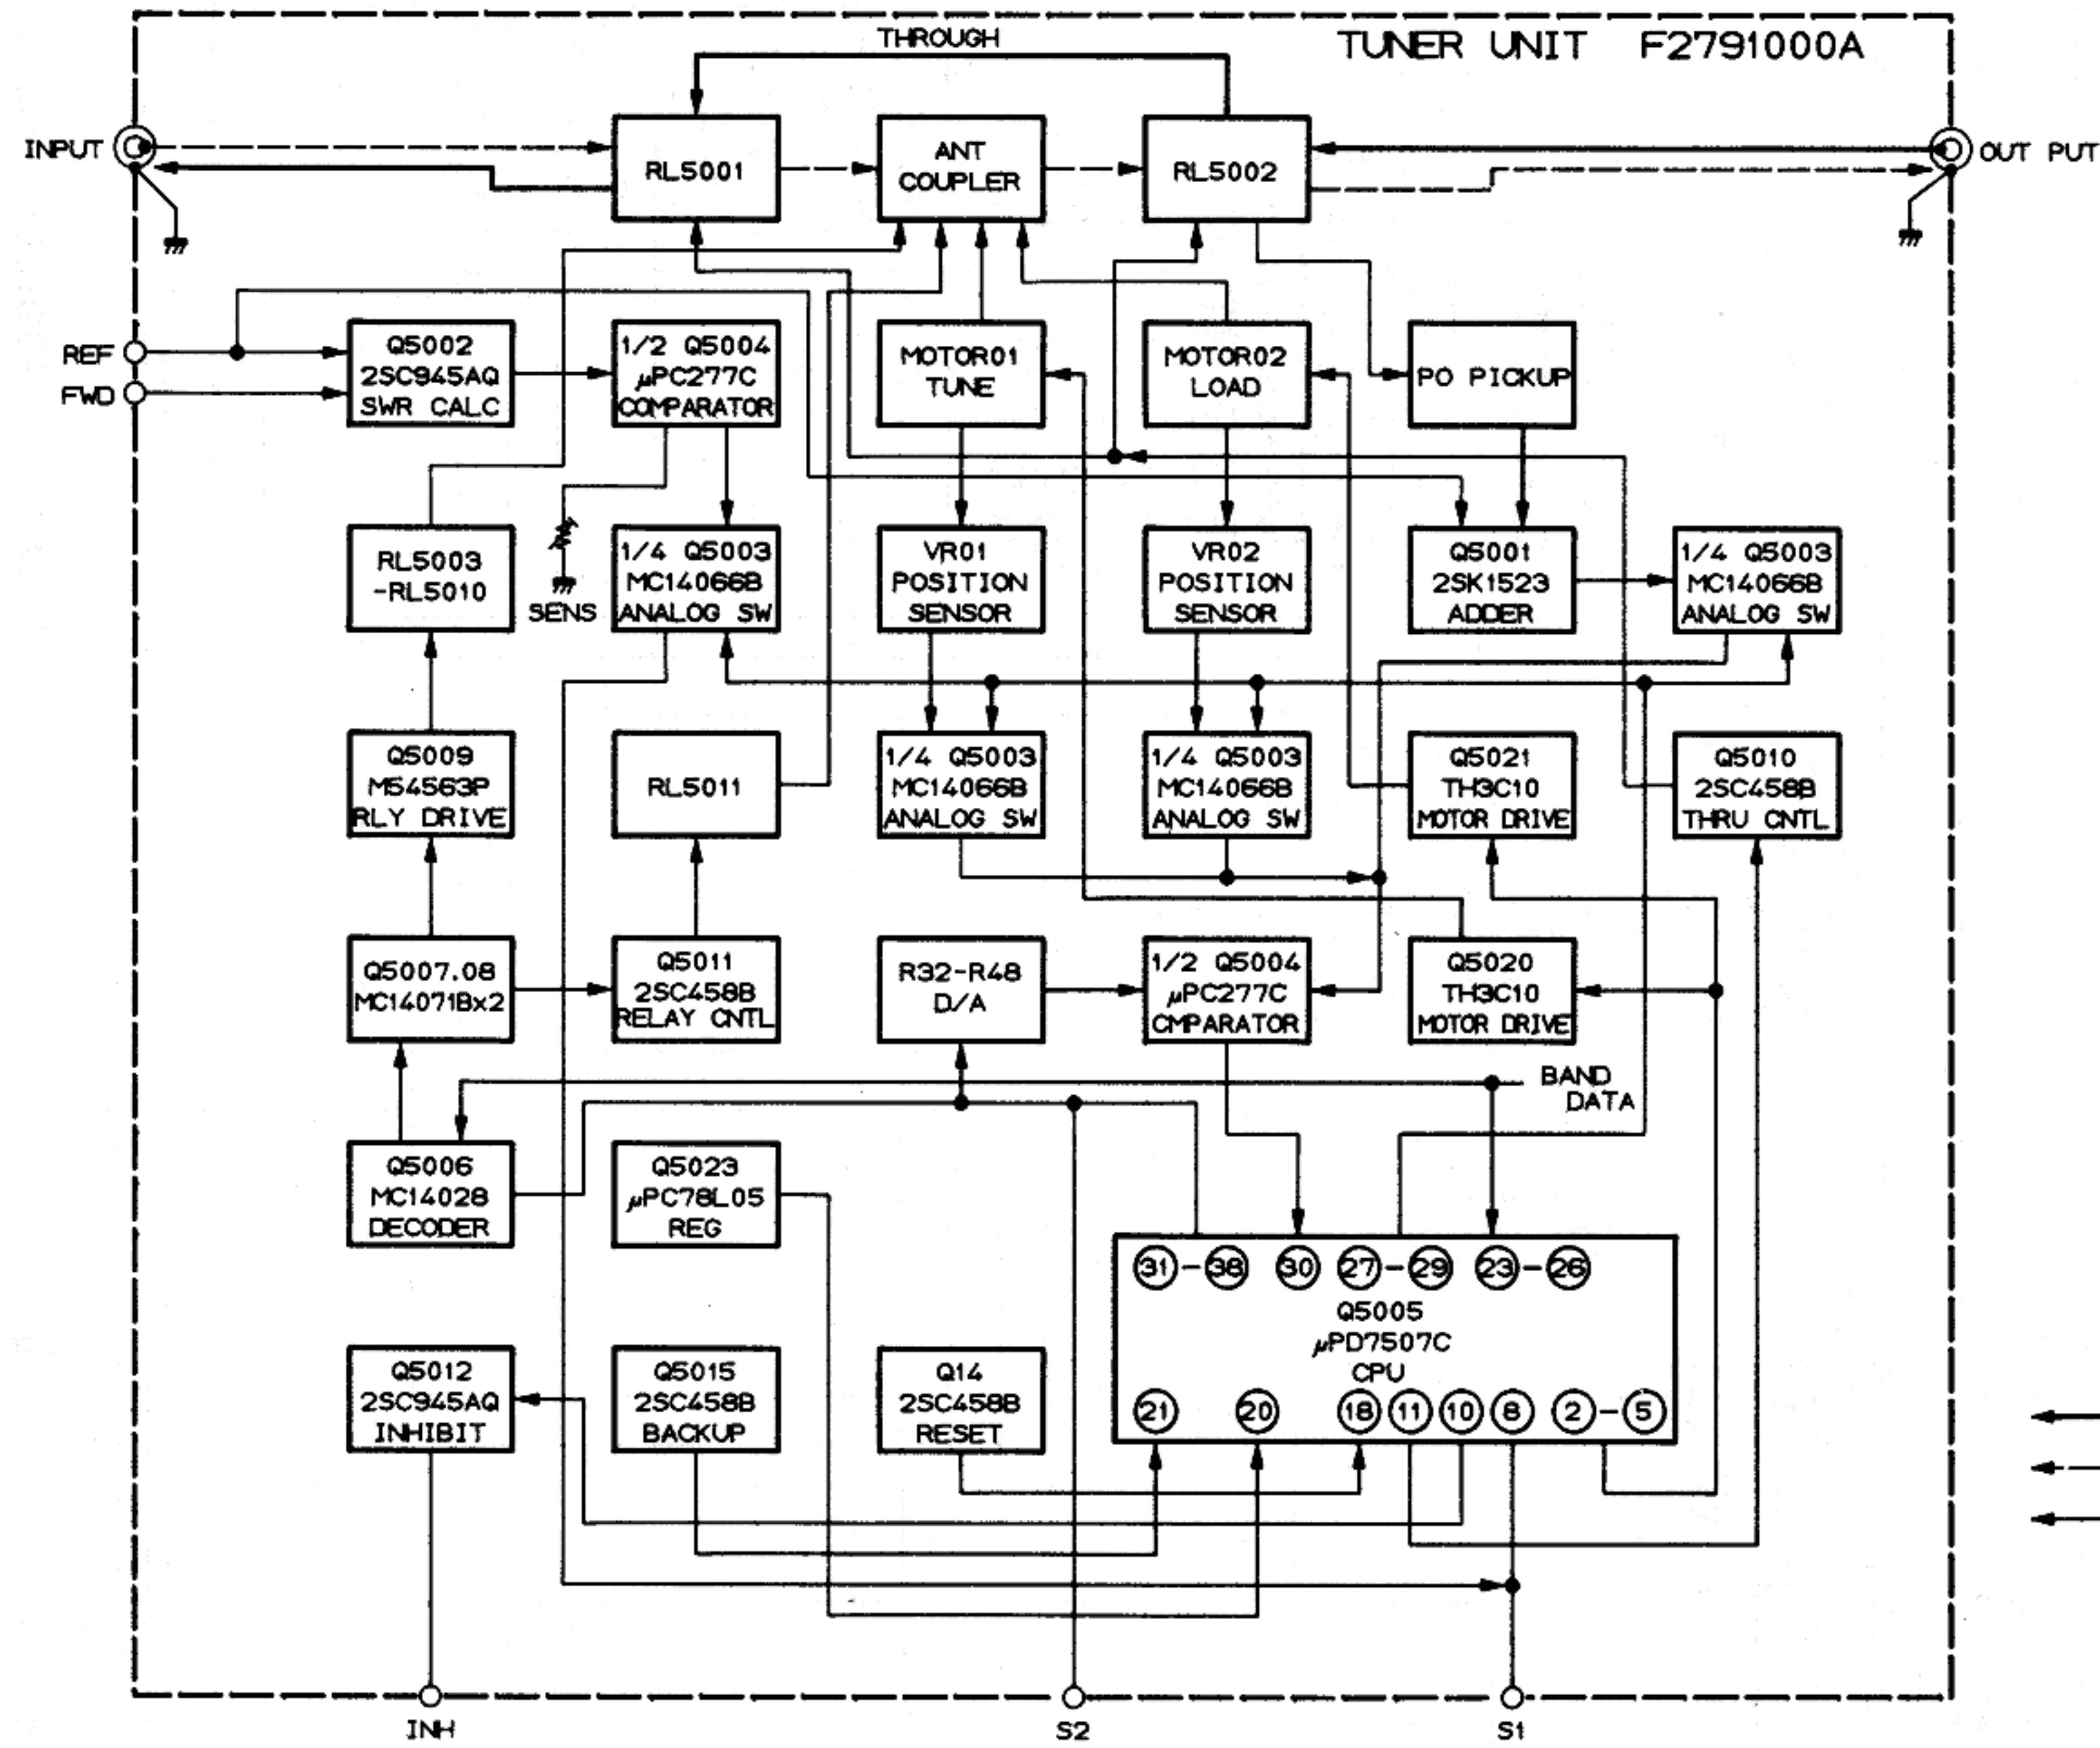 THROUGH
TUNER UNIT F2791000A
INPUT
RL5001
ANT
COUPLER
RL5002
OUT PUT
REF
FWD
Q5002
2SC945AQ
SWR CALC
1/2 Q5004
μPC277C
COMPARATOR
MOTOR01
TUNE
MOTOR02
LOAD
PO PICKUP
RL5003
-RL5010
SENS
1/4 Q5003
MC14066B
ANALOG SW
VR01
POSITION
SENSOR
VR02
POSITION
SENSOR
Q5001
2SK1523
ADDER
1/4 Q5003
MC14066B
ANALOG SW
Q5009
M54563P
RLY DRIVE
RL5011
1/4 Q5003
MC14066B
ANALOG SW
1/4 Q5003
MC14066B
ANALOG SW
Q5021
TH3C10
MOTOR DRIVE
Q5010
2SC458B
THRU CNTL
Q5007.08
MC14071Bx2
Q5011
2SC458B
RELAY CNTL
R32-R48
D/A
1/2 Q5004
μPC277C
CMPARATOR
Q5020
TH3C10
MOTOR DRIVE
BAND
DATA
Q5006
MC14028
DECODER
Q5023
μPC78L05
REG
31-38 30 27-29 23-26
Q5005
μPD7507C
CPU
21 20 18 11 10 8 2-5
Q5012
2SC945AQ
INHIBIT
Q5015
2SC458B
BACKUP
Q14
2SC458B
RESET
INH
S2
S1